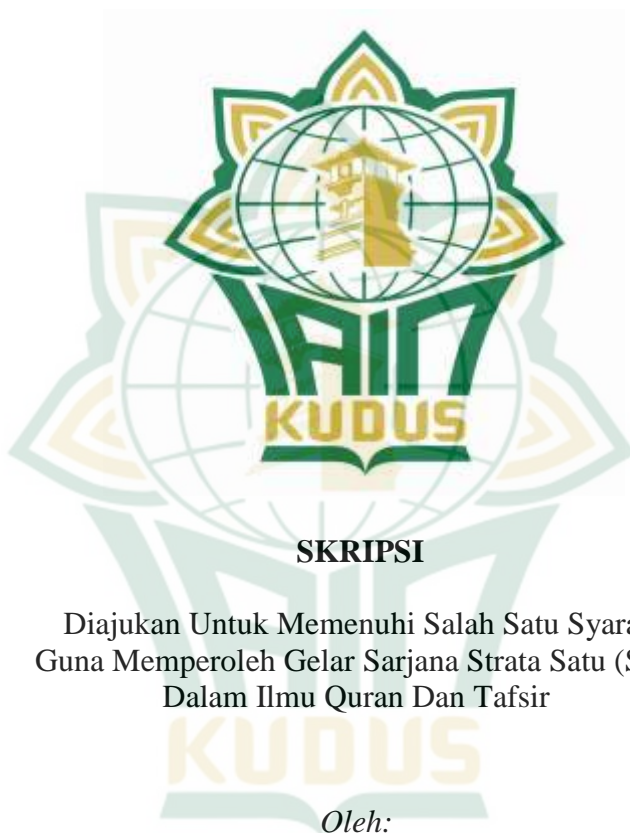 IAIN
KUDUS
SKRIPSI
Diajukan Untuk Memenuhi Salah Satu
Guna Memperoleh Gelar Sarjana Strata Satu
Dalam Ilmu Quran Dan Tafsir
KUDUS
Oleh: